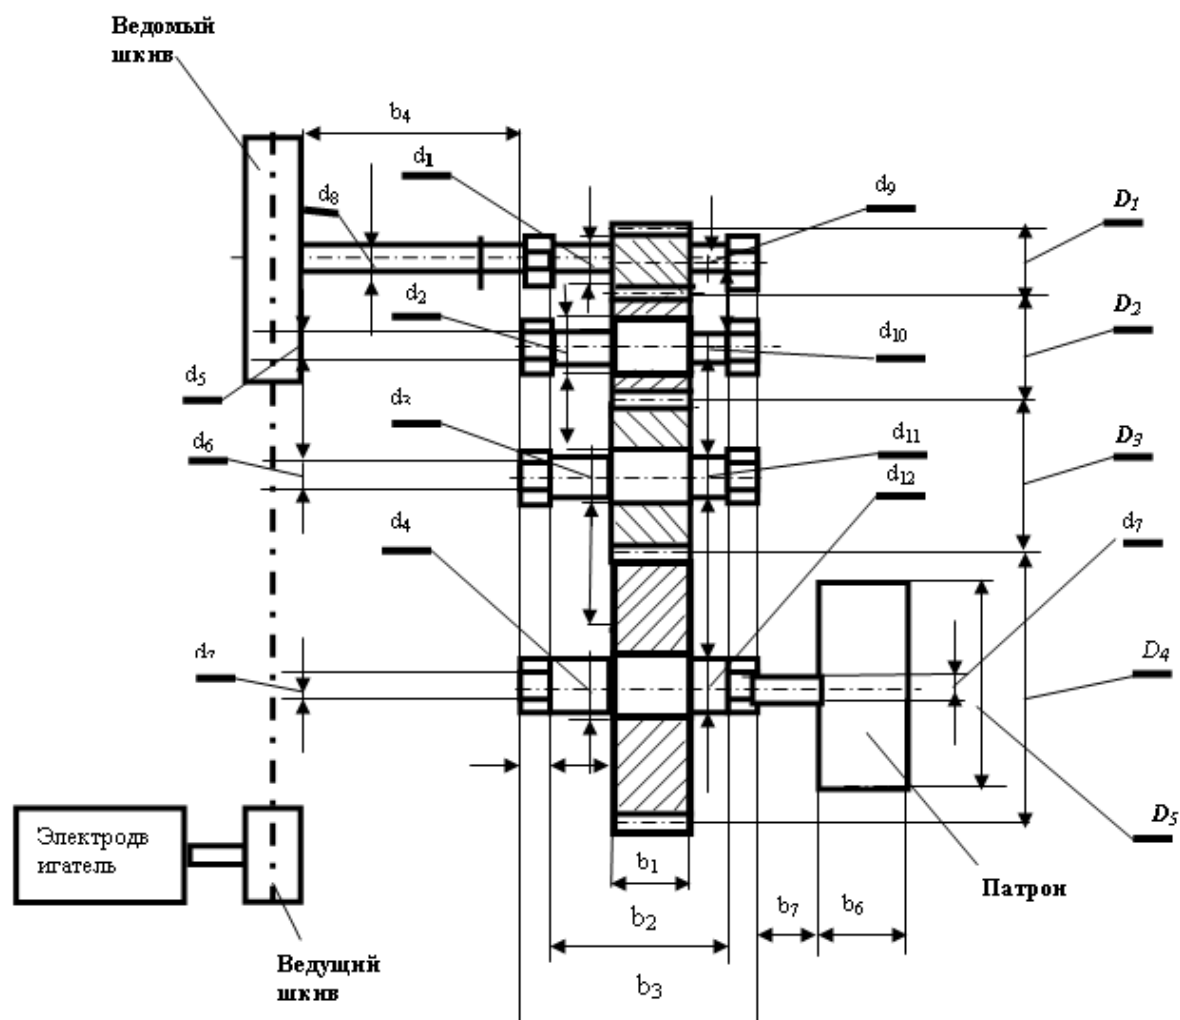 Ведомый
шкив
b₄
d₁
d₈
d₉
D₁
d₂
d₁₀
D₂
d₅
d₃
d₆
d₁₁
D₃
d₁₂
d₄
d₇
d₇
D₄
Электродв
игатель
D₅
b₁
Патрон
b₇
b₆
b₂
Ведущий
шкив
b₃